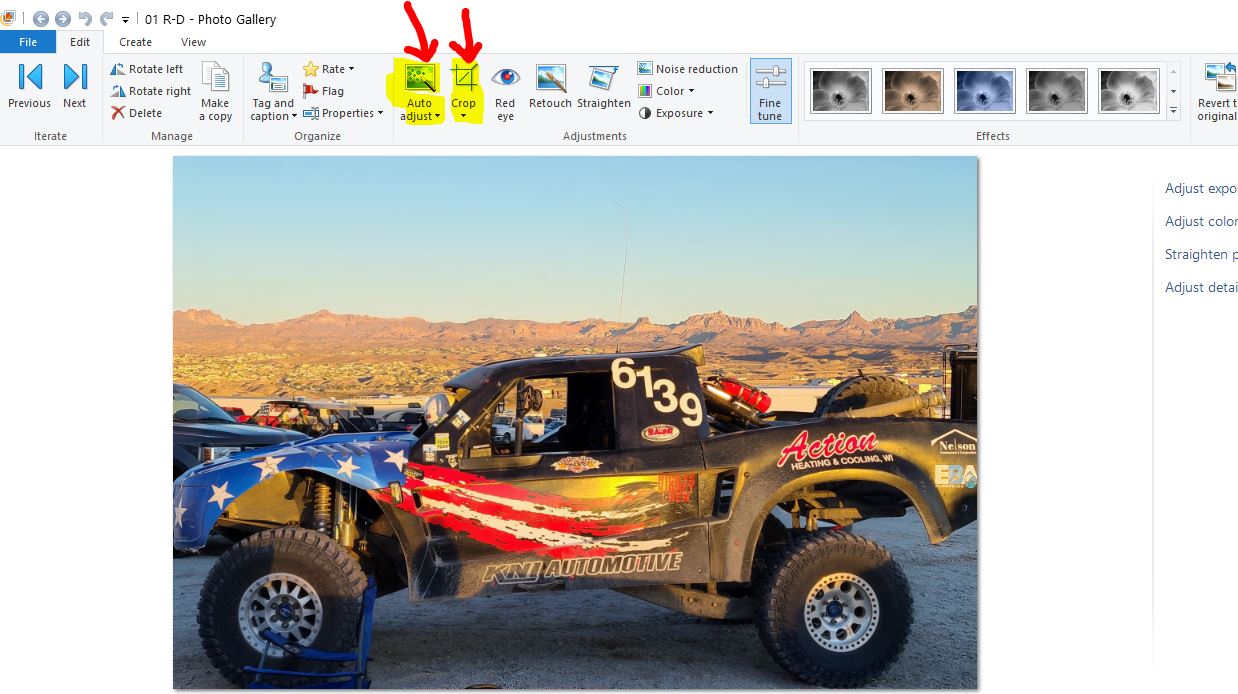 01 R-D - Photo Gallery
File Edit Create View
Previous
Next
Iterate
Rotate left
Rotate right
Delete
Make
a copy
Manage
Tag and
caption
Rate
Flag
Properties
Organize
Auto
adjust
Crop
Red
eye
Retouch
Straighten
Noise reduction
Color
Exposure
Adjustments
Fine
tune
Effects
Revert t
original
Adjust expo
Adjust color
Straighten p
Adjust detai
6139
Action
HEATING & COOLING, WI
Nelson
EBA
KNJ AUTOMOTIVE